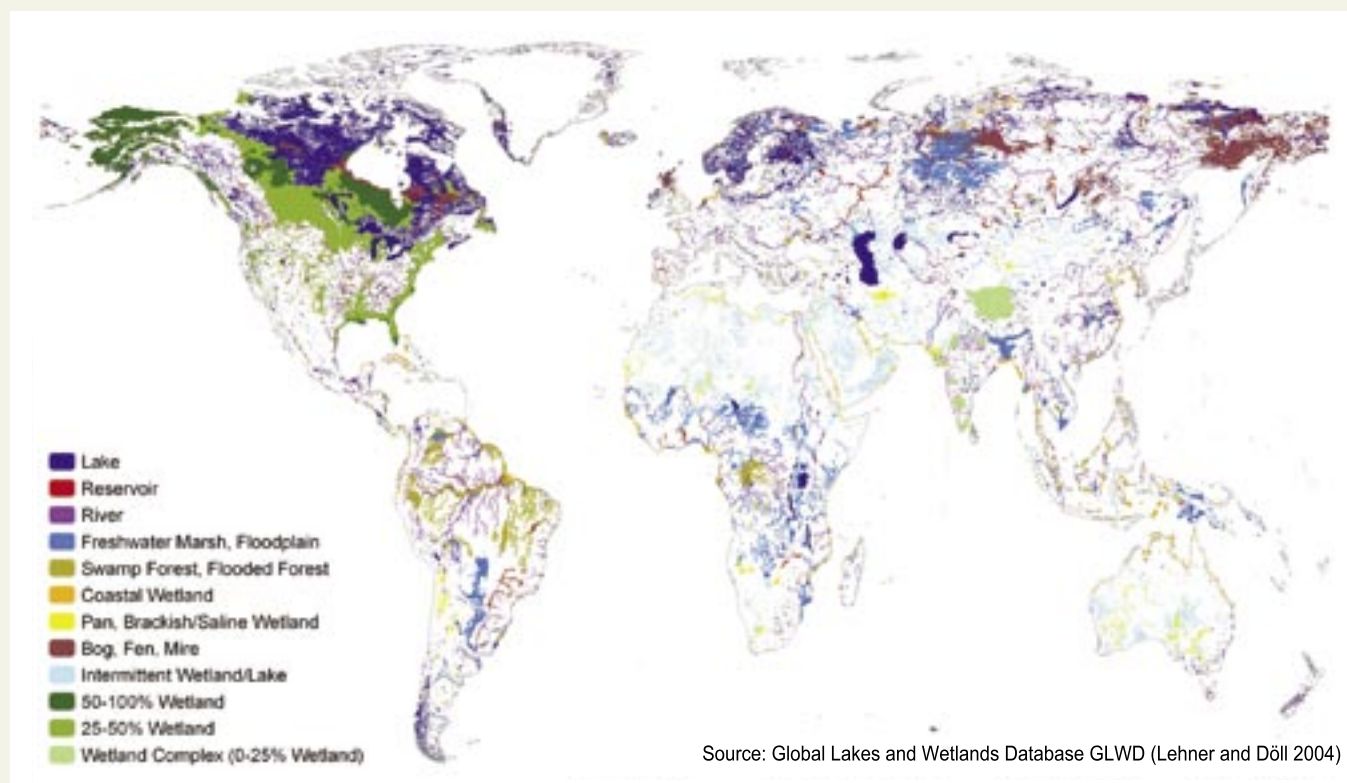 Lake
Reservoir
River
Freshwater Marsh, Floodplain
Swamp Forest, Flooded Forest
Coastal Wetland
Pan, Brackish/Saline Wetland
Bog, Fen, Mire
Intermittent Wetland/Lake
50-100% Wetland
25-50% Wetland
Wetland Complex (0-25% Wetland)
Source: Global Lakes and Wetlands Database GLWD (Lehner and Döll 2004)